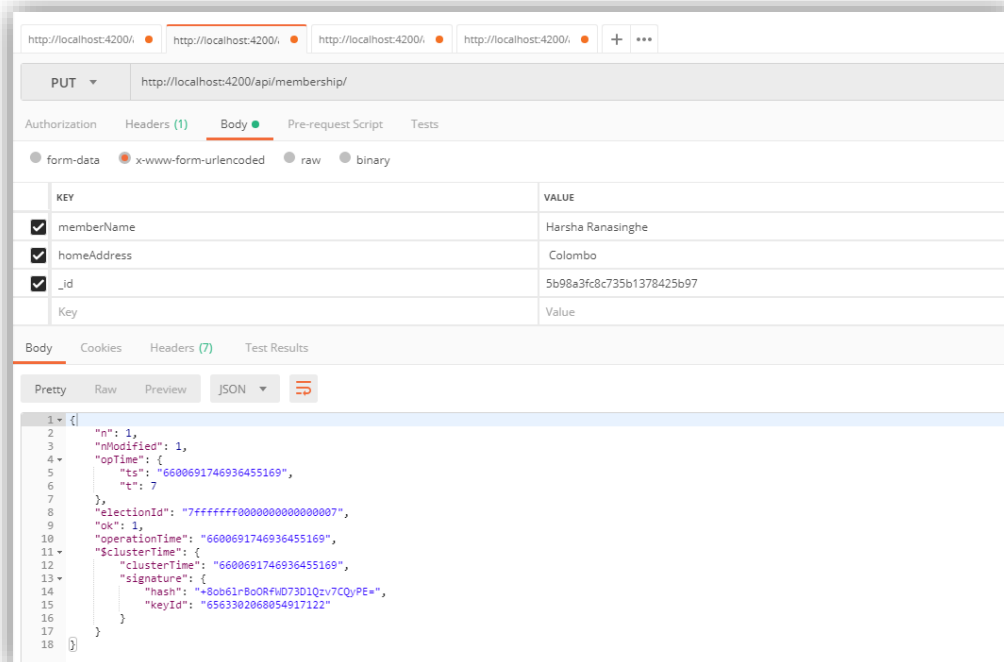 http://localhost:4200/‹ http://localhost:4200/‹ http://localhost:4200/‹ http://localhost:4200/‹ + •••
PUT http://localhost:4200/api/membership/
Authorization Headers (1) Body Pre-request Script Tests
form-data x-www-form-urlencoded raw binary
KEY VALUE
memberName Harsha Ranasinghe
homeAddress Colombo
_id 5b98a3fc8c735b1378425b97
Key Value
Body Cookies Headers (7) Test Results
Pretty Raw Preview JSON
1 {
2 "n": 1,
3 "nModified": 1,
4 "opTime": {
5 "ts": "6600691746936455169",
6 "t": 7
7 },
8 "electionId": "7fffffff0000000000000007",
9 "ok": 1,
10 "operationTime": "6600691746936455169",
11 "$clusterTime": {
12 "clusterTime": "6600691746936455169",
13 "signature": {
14 "hash": "+8ob6lrBoORfWD73DlQzv7CQyPE=",
15 "keyId": "6563302068054917122"
16 }
17 }
18 }